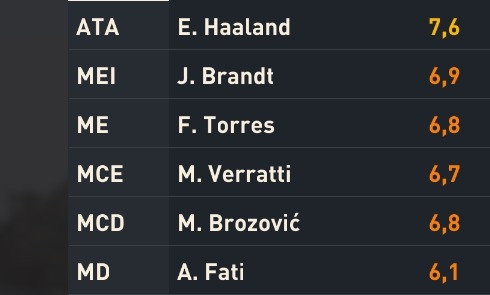 ATA E. Haaland 7,6
MEI J. Brandt 6,9
ME F. Torres 6,8
MCE M. Verratti 6,7
MCD M. Brozović 6,8
MD A. Fati 6,1